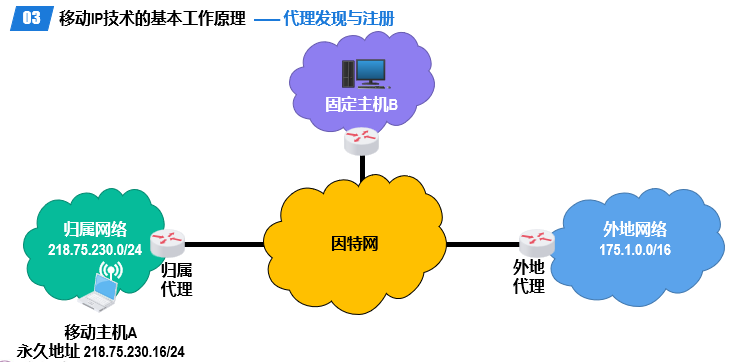 03 移动IP技术的基本工作原理 —— 代理发现与注册
固定主机B
归属网络
218.75.230.0/24
归属
代理
因特网
外地
代理
外地网络
175.1.0.0/16
移动主机A
永久地址 218.75.230.16/24